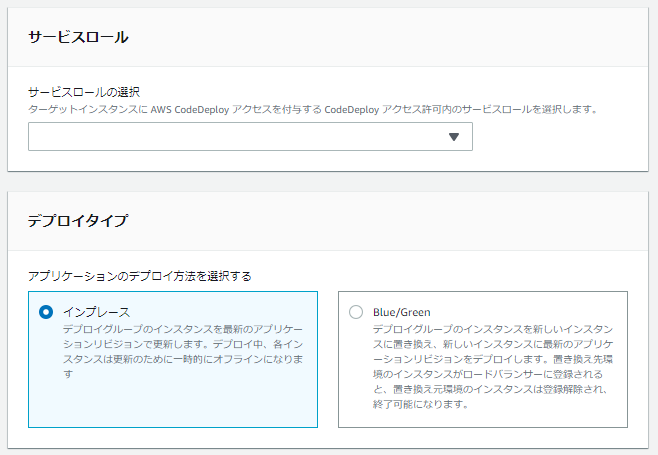 サービスロール
サービスロールの選択
ターゲットインスタンスに AWS CodeDeploy アクセスを付与する CodeDeploy アクセス許可内のサービスロールを選択します。
デプロイタイプ
アプリケーションのデプロイ方法を選択する
インプレース
デプロイグループのインスタンスを最新のアプリケー
ションリビジョンで更新します。デプロイ中、各イン
スタンスは更新のために一時的にオフラインになりま
す
Blue/Green
デプロイグループのインスタンスを新しいインスタン
スに置き換え、新しいインスタンスに最新のアプリケ
ーションリビジョンをデプロイします。置き換え先環
境のインスタンスがロードバランサーに登録される
と、置き換え元環境のインスタンスは登録解除され、
終了可能になります。